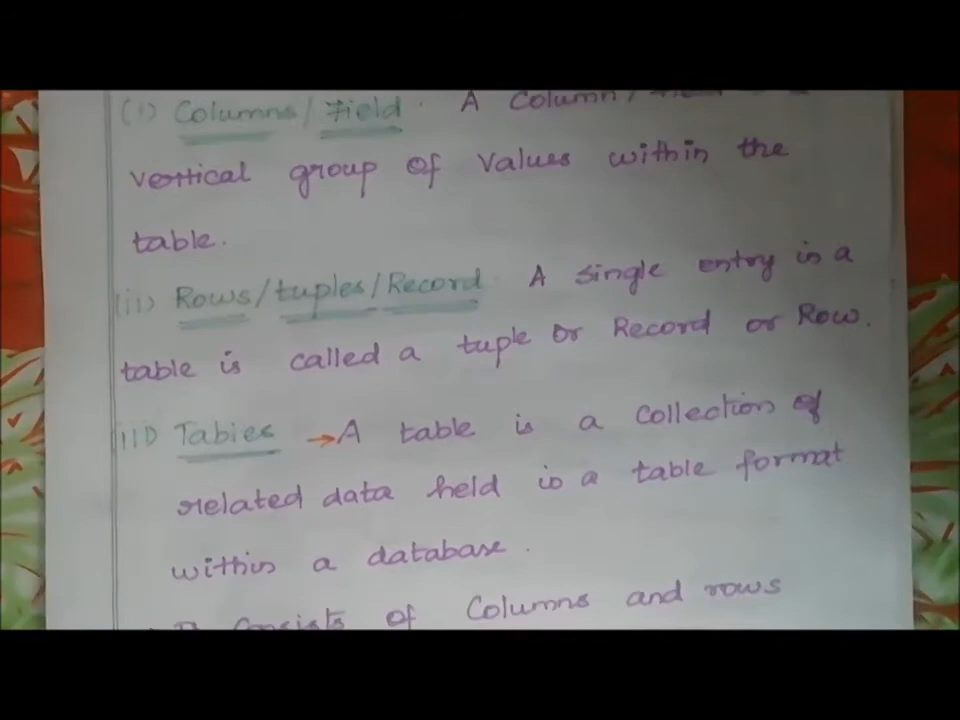 (i) Columns/Field. A Column/
vertical group of values within the
table.
(ii) Rows/tuples/Record A single entry in a
table is called a tuple or Record or Row.
iii) Tables → A table is a collection of
related data held in a table format
within a database.
consists of Columns and rows